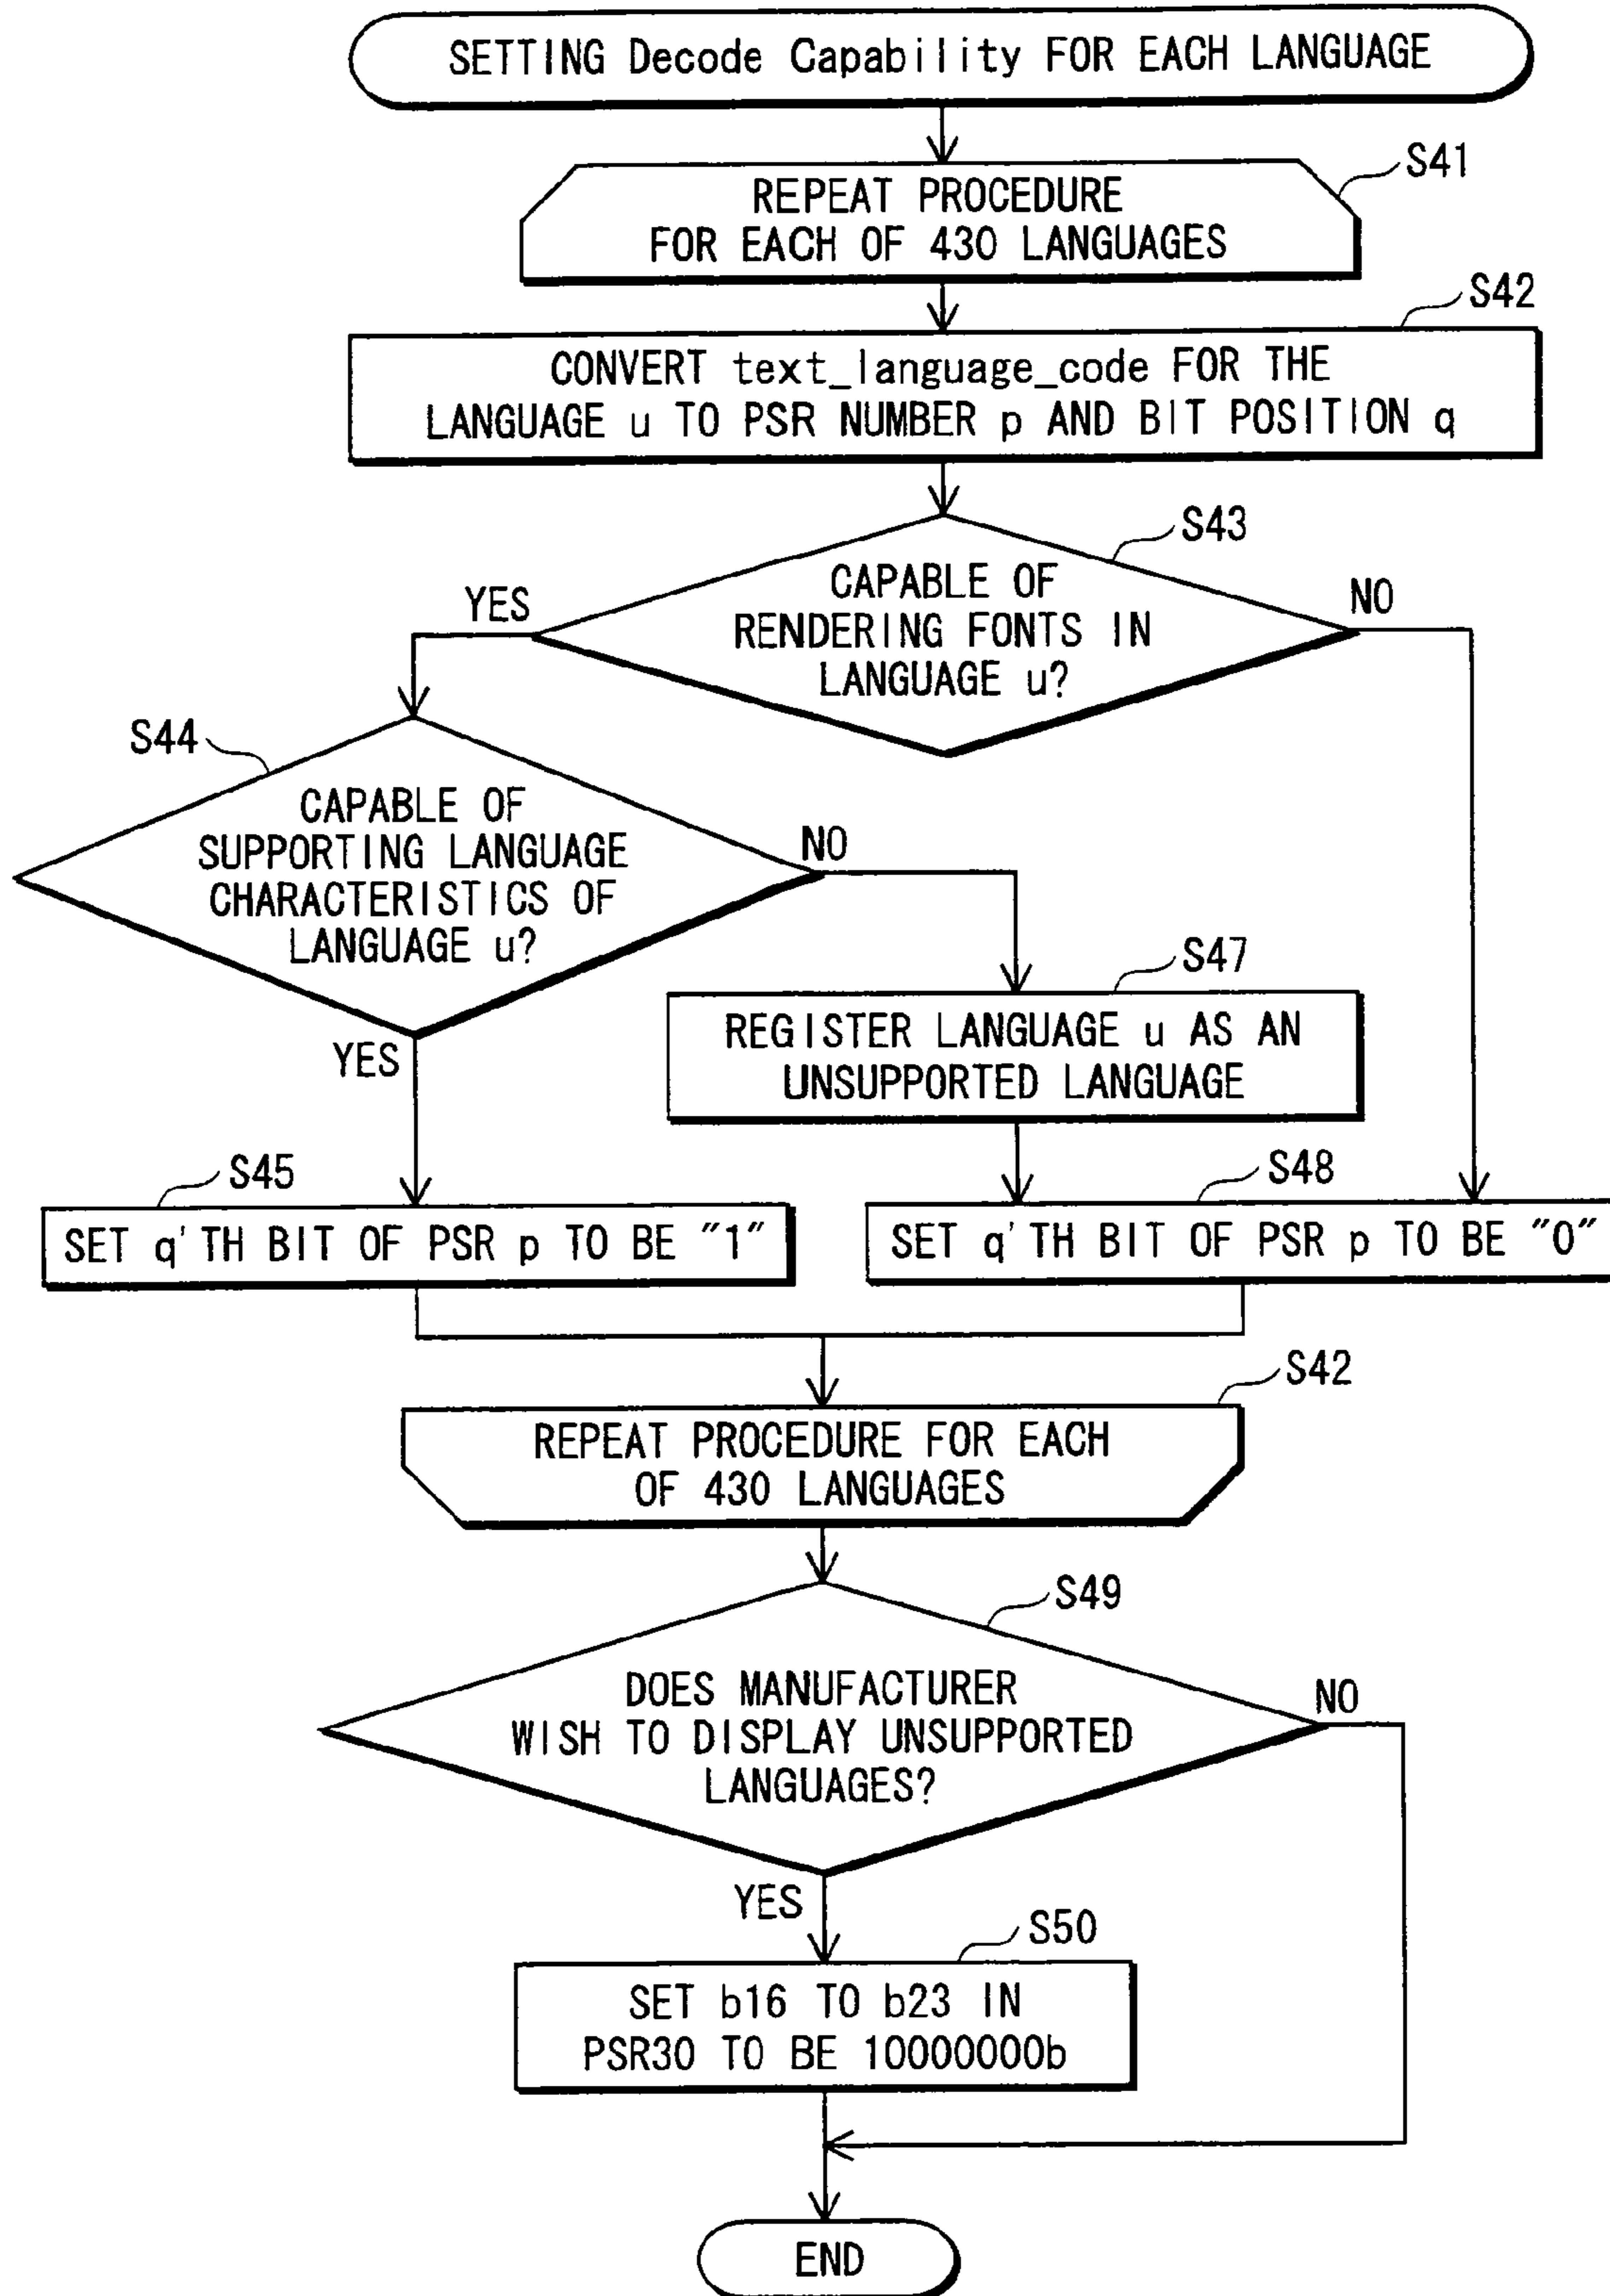 SETTING Decode Capability FOR EACH LANGUAGE
S41
REPEAT PROCEDURE
FOR EACH OF 430 LANGUAGES
S42
CONVERT text_language_code FOR THE
LANGUAGE u TO PSR NUMBER p AND BIT POSITION q
S43
CAPABLE OF
RENDERING FONTS IN
LANGUAGE u?
YES
NO
S44
CAPABLE OF
SUPPORTING LANGUAGE
CHARACTERISTICS OF
LANGUAGE u?
NO
YES
S47
REGISTER LANGUAGE u AS AN
UNSUPPORTED LANGUAGE
S45
SET q'TH BIT OF PSR p TO BE "1"
S48
SET q'TH BIT OF PSR p TO BE "0"
S42
REPEAT PROCEDURE FOR EACH
OF 430 LANGUAGES
S49
DOES MANUFACTURER
WISH TO DISPLAY UNSUPPORTED
LANGUAGES?
NO
YES
S50
SET b16 TO b23 IN
PSR30 TO BE 10000000b
END